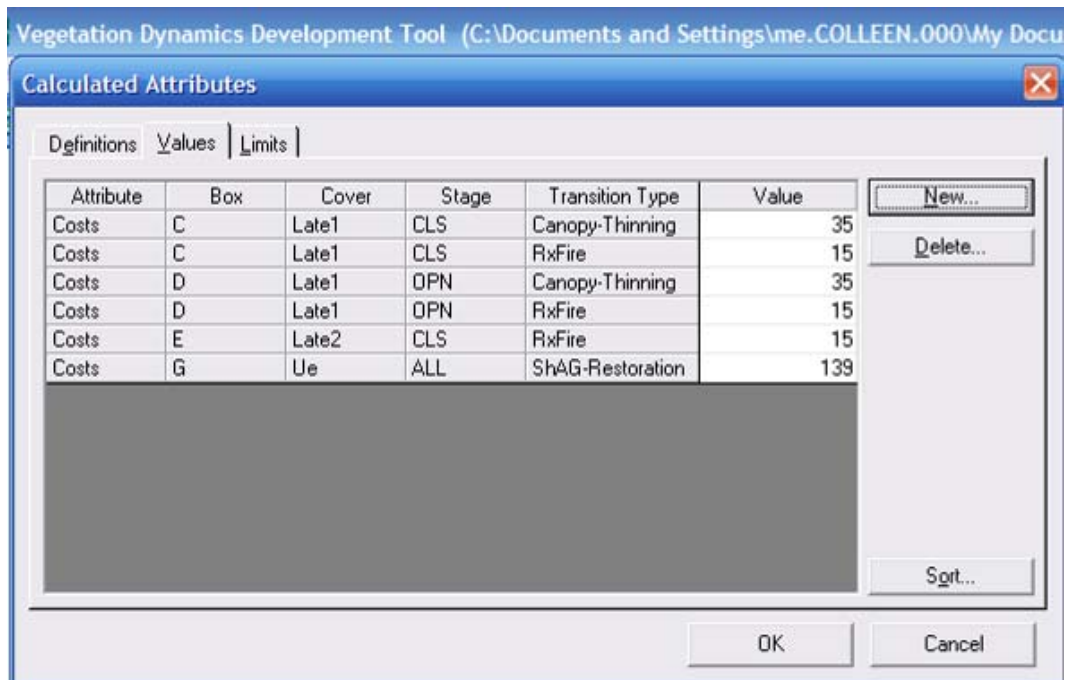 Vegetation Dynamics Development Tool (C:\Documents and Settings\me.COLLEEN.000\My Docu
Calculated Attributes
Definitions Values Limits
Attribute Box Cover Stage Transition Type Value New...
Costs C Late1 CLS Canopy-Thinning 35
Costs C Late1 CLS RxFire 15 Delete...
Costs D Late1 OPN Canopy-Thinning 35
Costs D Late1 OPN RxFire 15
Costs E Late2 CLS RxFire 15
Costs G Ue ALL ShAG-Restoration 139
Sort...
OK Cancel